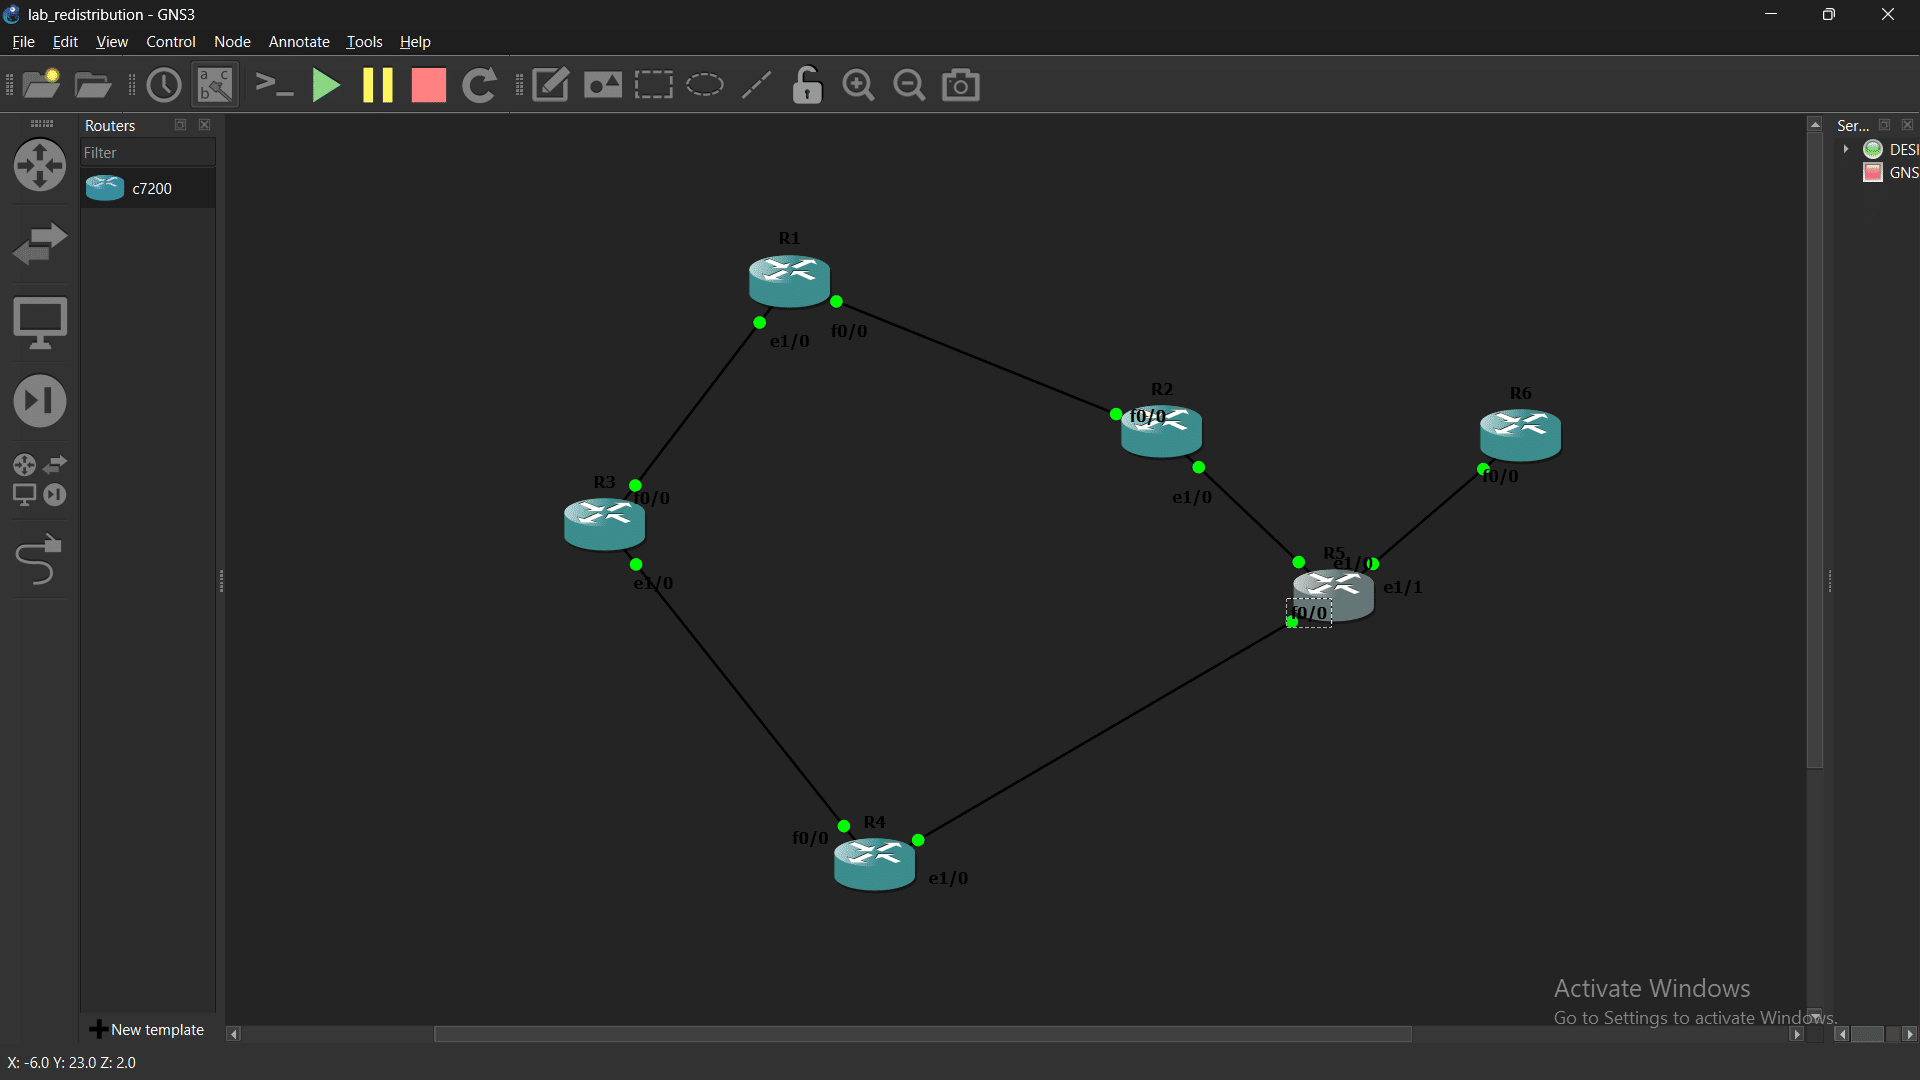 lab_redistribution - GNS3
File Edit View Control Node Annotate Tools Help
a c
b
Routers
Ser...
Filter
DESI
c7200
GNS
R1
e1/0
f0/0
R2
f0/0
e1/0
R6
f0/0
R3
f0/0
e1/0
R5
e1/0
e1/1
f0/0
R4
f0/0
e1/0
Activate Windows
Go to Settings to activate Windows.
New template
X: -6.0 Y: 23.0 Z: 2.0